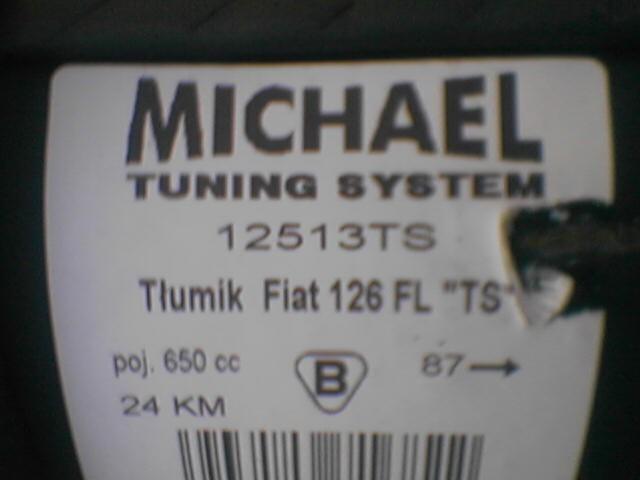 MICHAEL
TUNING SYSTEM
12513TS
Tłumik Fiat 126 FL "TS"
poj. 650 cc B 87→
24 KM